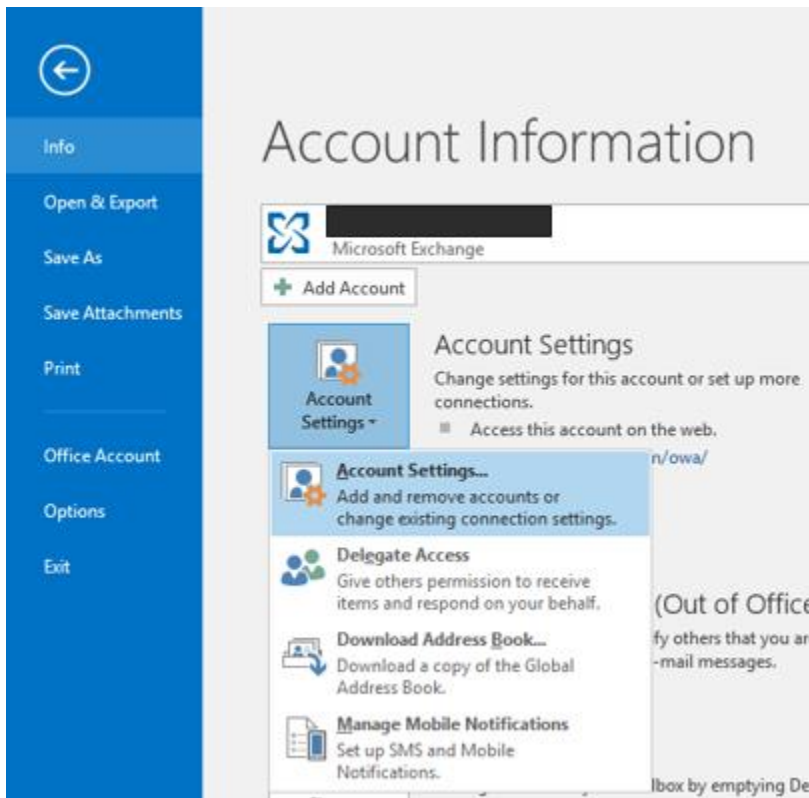 Info
Open & Export
Save As
Save Attachments
Print
Office Account
Options
Exit
Account Information
Microsoft Exchange
Add Account
Account
Settings
Account Settings
Change settings for this account or set up more
connections.
Access this account on the web.
n/owa/
Account Settings...
Add and remove accounts or
change existing connection settings.
Delegate Access
Give others permission to receive
items and respond on your behalf.
Download Address Book...
Download a copy of the Global
Address Book.
Manage Mobile Notifications
Set up SMS and Mobile
Notifications.
(Out of Office
fy others that you ar
-mail messages.
lbox by emptying De